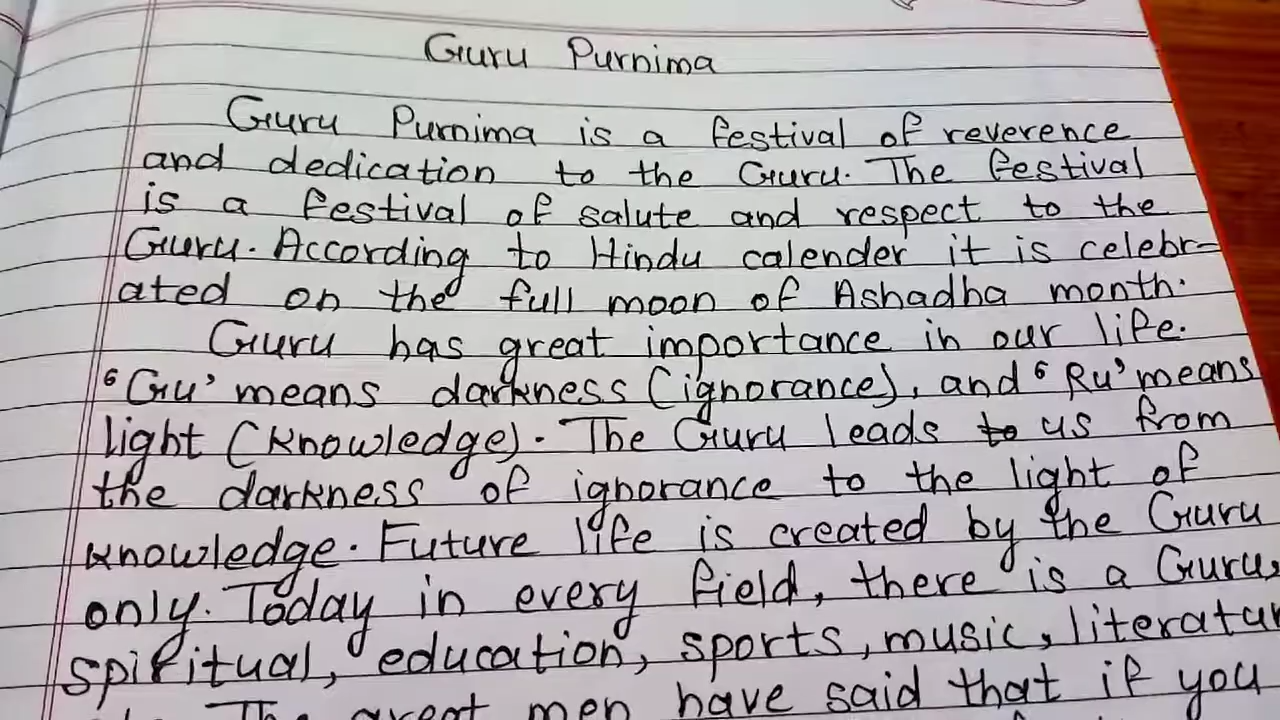 Guru Purnima
Guru Purnima is a festival of reverence
and dedication to the Guru. The festival
is a festival of salute and respect to the
Guru. According to Hindu calender it is celebr-
ated on the full moon of Ashadha month.
Guru has great importance in our life.
'Gu' means darkness (ignorance), and 'Ru' means
light (knowledge). The Guru leads to us from
the darkness of ignorance to the light of
knowledge. Future life is created by the Guru
only. Today in every field, there is a Guru,
spiritual, education, sports, music, literatur
The great men have said that if you